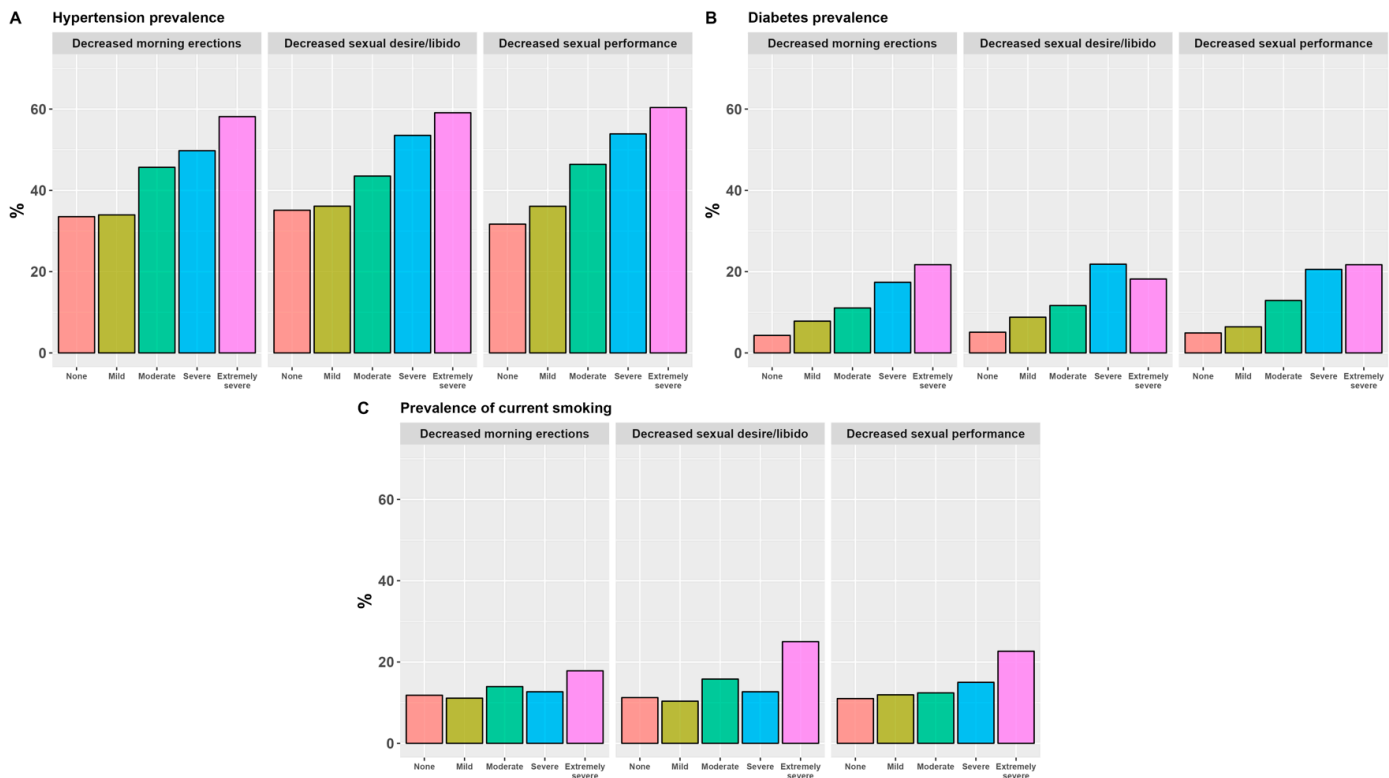 A Hypertension prevalence
Decreased morning erections Decreased sexual desire/libido Decreased sexual performance
%
60
40
20
0
None Mild Moderate Severe Extremely severe None Mild Moderate Severe Extremely severe None Mild Moderate Severe Extremely severe
B Diabetes prevalence
Decreased morning erections Decreased sexual desire/libido Decreased sexual performance
%
60
40
20
0
None Mild Moderate Severe Extremely severe None Mild Moderate Severe Extremely severe None Mild Moderate Severe Extremely severe
C Prevalence of current smoking
Decreased morning erections Decreased sexual desire/libido Decreased sexual performance
%
60
40
20
0
None Mild Moderate Severe Extremely severe None Mild Moderate Severe Extremely severe None Mild Moderate Severe Extremely severe